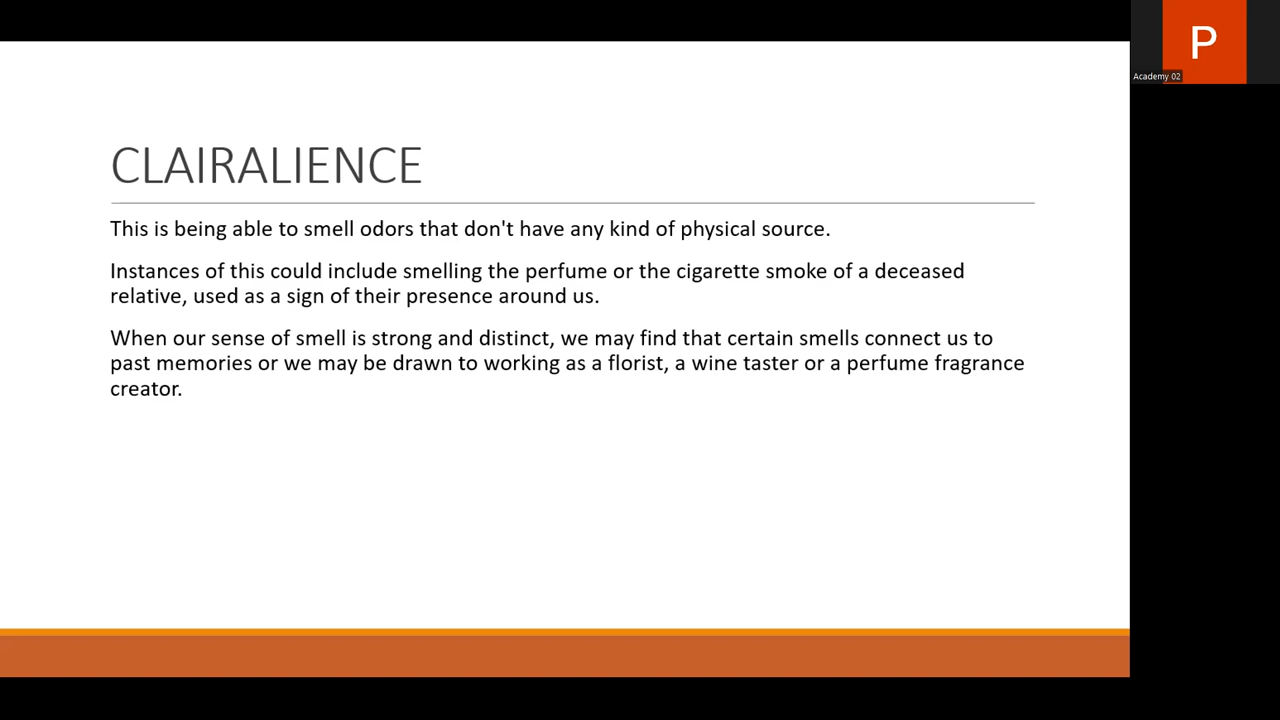 P
Academy 02
CLAIRALIENCE
This is being able to smell odors that don't have any kind of physical source.
Instances of this could include smelling the perfume or the cigarette smoke of a deceased
relative, used as a sign of their presence around us.
When our sense of smell is strong and distinct, we may find that certain smells connect us to
past memories or we may be drawn to working as a florist, a wine taster or a perfume fragrance
creator.